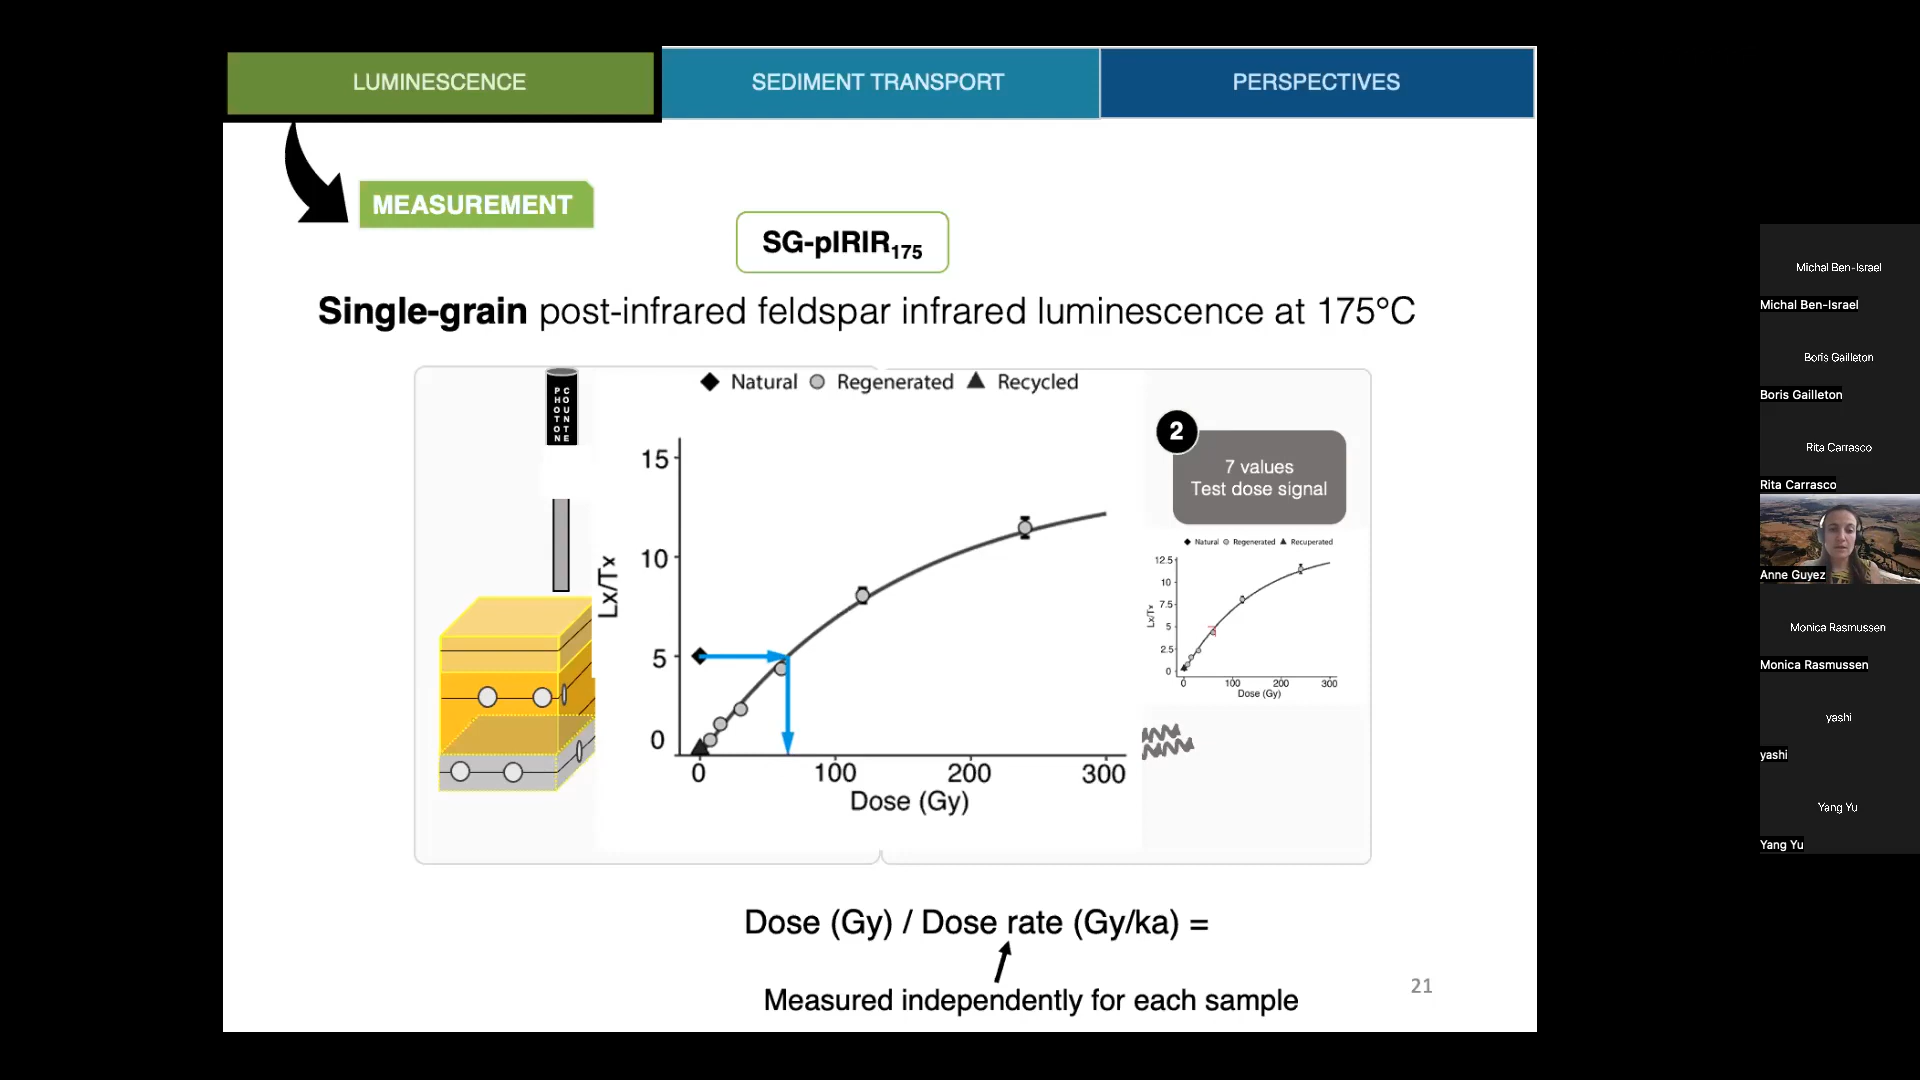 LUMINESCENCE
SEDIMENT TRANSPORT
PERSPECTIVES
MEASUREMENT
SG-pIRIR175
Single-grain post-infrared feldspar infrared luminescence at 175°C
PHOTON
COUNTE
Natural Regenerated Recycled
15
10
5
0
Lx/Tx
0 100 200 300
Dose (Gy)
2
7 values
Test dose signal
Natural Regenerated Recuperated
12.5
10
7.5
5
2.5
0
Lx/Tx
0 100 200 300
Dose (Gy)
Dose (Gy) / Dose rate (Gy/ka) =
Measured independently for each sample
21
Michal Ben-Israel
Michal Ben-Israel
Boris Gailleton
Boris Gailleton
Rita Carrasco
Rita Carrasco
Anne Guyez
Monica Rasmussen
Monica Rasmussen
yashi
yashi
Yang Yu
Yang Yu